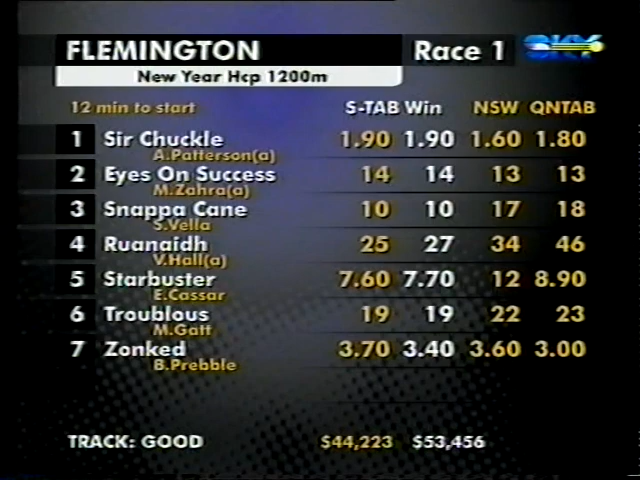 FLEMINGTON Race 1 SKY
New Year Hcp 1200m
12 min to start S-TAB Win NSW QNTAB
1 Sir Chuckle 1.90 1.90 1.60 1.80
A.Patterson(a)
2 Eyes On Success 14 14 13 13
M.Zahra(a)
3 Snappa Cane 10 10 17 18
S.Vella
4 Ruanaidh 25 27 34 46
V.Hall(a)
5 Starbuster 7.60 7.70 12 8.90
E.Cassar
6 Troublous 19 19 22 23
M.Gatt
7 Zonked 3.70 3.40 3.60 3.00
B.Prebble
TRACK: GOOD $44,223 $53,456